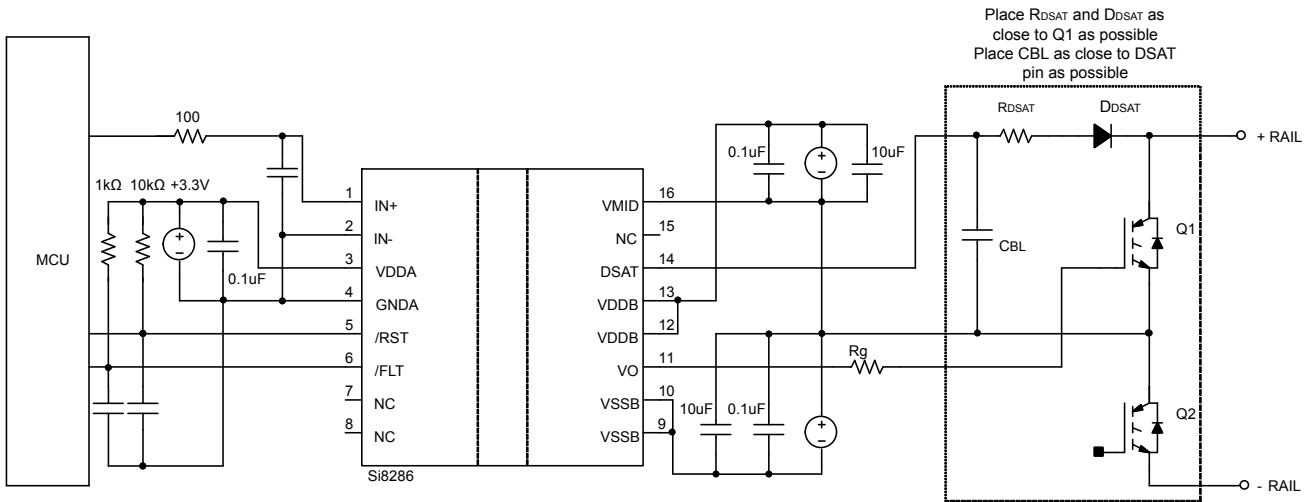 Place RDSAT and DDSAT as
close to Q1 as possible
Place CBL as close to DSAT
pin as possible
RDSAT
DDSAT
+ RAIL
Q1
CBL
Q2
- RAIL
MCU
100
1kΩ 10kΩ +3.3V
0.1uF
1 IN+
2 IN-
3 VDDA
4 GNDA
5 /RST
6 /FLT
7 NC
8 NC
Si8286
VMID 16
NC 15
DSAT 14
VDDB 13
VDDB 12
VO 11
VSSB 10
VSSB 9
0.1uF
+
−
10uF
Rg
10uF 0.1uF
+
−
+
−